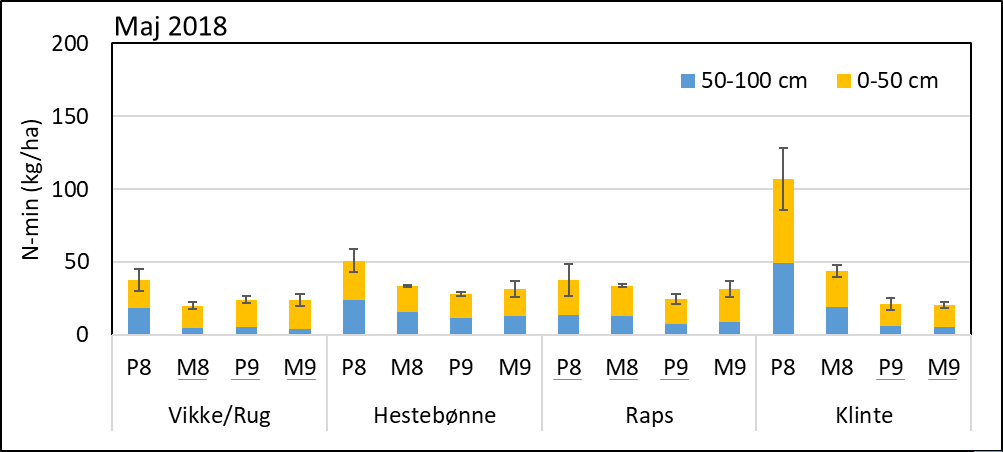 Maj 2018
200
150
100
50
0
N-min (kg/ha)
50-100 cm 0-50 cm
P8 M8 P9 M9 P8 M8 P9 M9 P8 M8 P9 M9 P8 M8 P9 M9
Vikke/Rug Hestebønne Raps Klinte